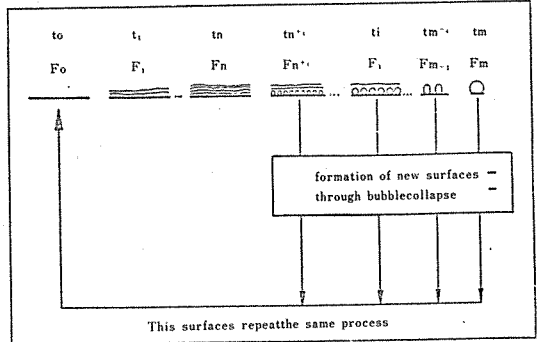 to t₁ tn tn⁺¹ ti tm⁻¹ tm
Fo F₁ Fn Fn⁺¹ F₁ Fm₋₁ Fm
formation of new surfaces
through bubblecollapse
This surfaces repeatthe same process